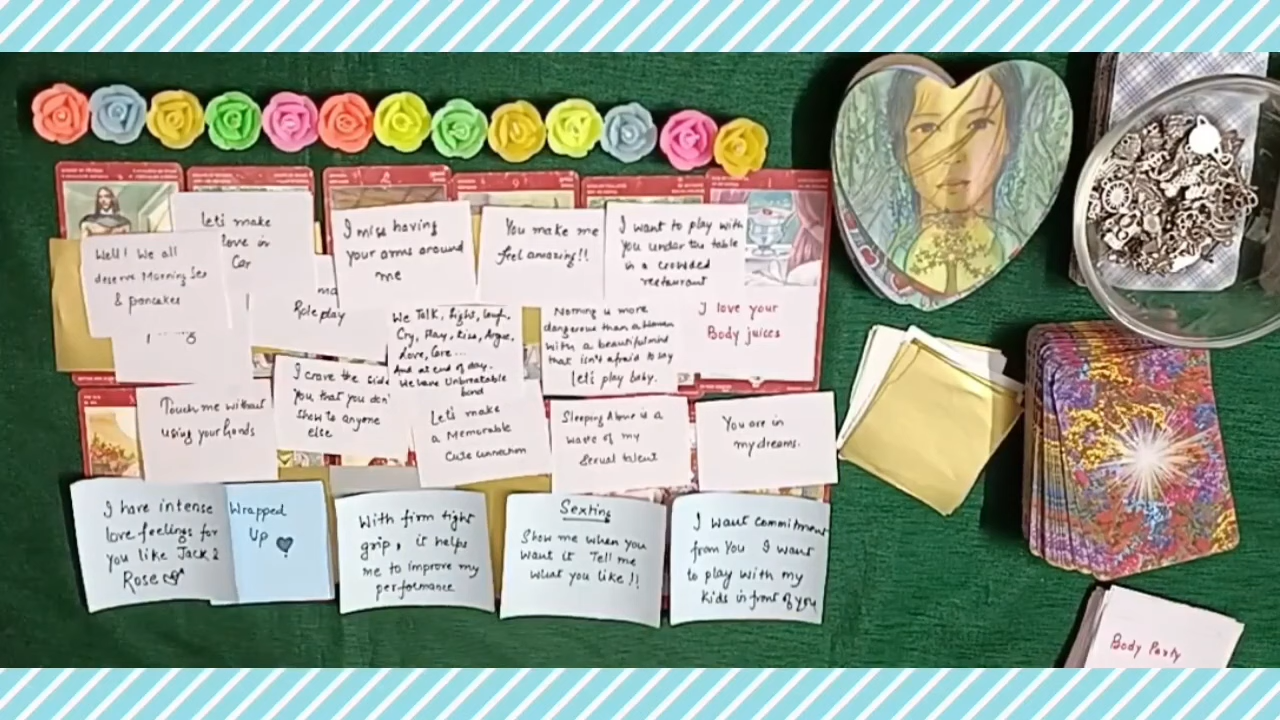 Let's make
love in
Car
Well! We all
deserve Morning Sex
& pancakes
I miss having
your arms around
me
You make me
feel amazing!!
I want to play with
You under the table
in a crowded
restaurant
Role play
We Talk, Fight, Laugh,
Cry, Play, Kiss, Argue,
Love, Care...
And at end of day.
We have Unbreakable
bond
Nothing is more
dangerous than a Woman
with a beautiful mind
that isn't afraid to say
let's play baby.
I love your
Body juices
Touch me without
using your hands
I crave the side
You, that you don'
show to anyone
else
Let's make
a Memorable
Cute connection
Sleeping Alone is a
waste of my
Sexual talent
You are in
my dreams.
I have intense
love feelings for
you like Jack &
Rose
Wrapped
Up
With firm tight
grip, it helps
me to improve my
performance
Sexting
Show me when you
want it Tell me
what you like !!
I want commitment
from You I want
to play with my
Kids in front of you
Body Party